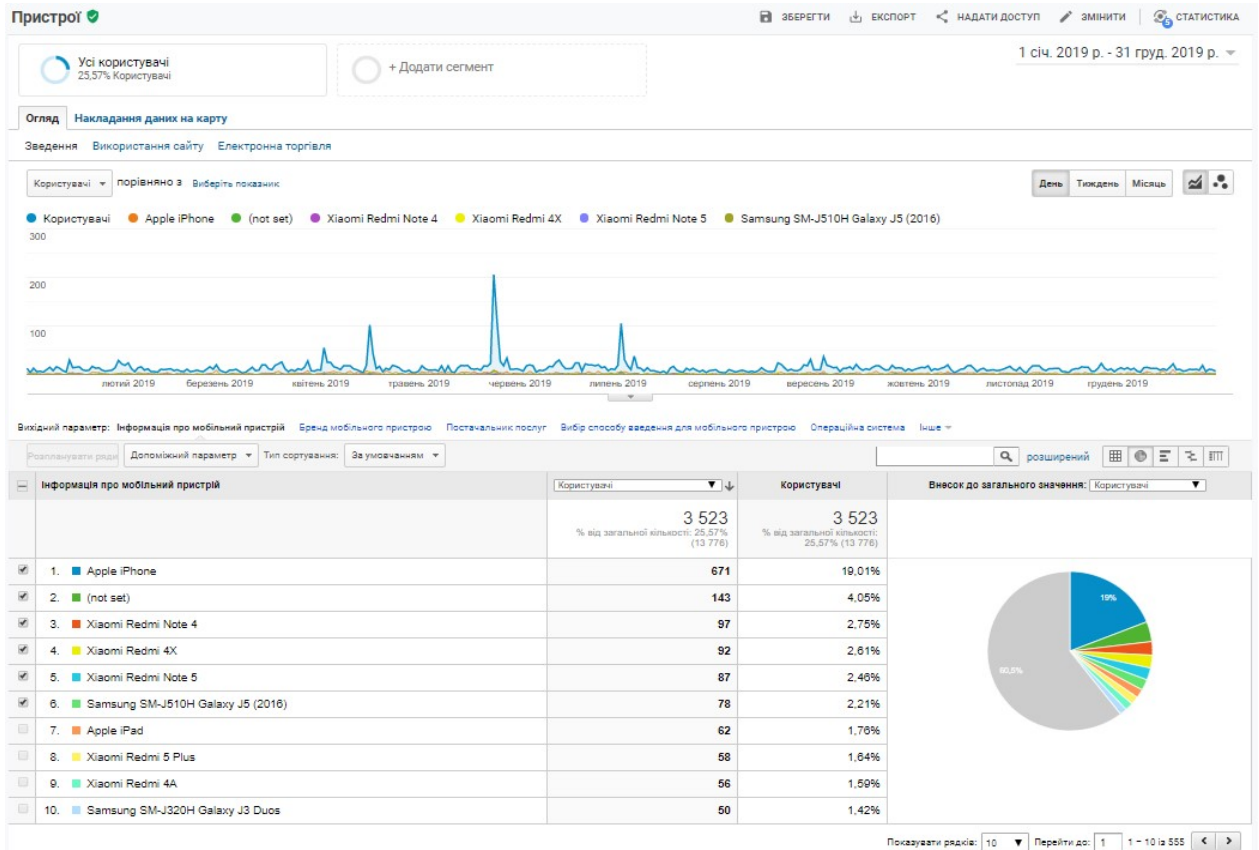 Пристрої
ЗБЕРЕГТИ ЕКСПОРТ НАДАТИ ДОСТУП ЗМІНИТИ 5 СТАТИСТИКА
Усі користувачі
25,57% Користувачі
+ Додати сегмент
1 січ. 2019 р. - 31 груд. 2019 р.
Огляд Накладання даних на карту
Зведення Використання сайту Електронна торгівля
Користувачі порівняно з Виберіть показник
День Тиждень Місяць
Користувачі Apple iPhone (not set) Xiaomi Redmi Note 4 Xiaomi Redmi 4X Xiaomi Redmi Note 5 Samsung SM-J510H Galaxy J5 (2016)
300
200
100
лютий 2019 березень 2019 квітень 2019 травень 2019 червень 2019 липень 2019 серпень 2019 вересень 2019 жовтень 2019 листопад 2019 грудень 2019
Вихідний параметр: Інформація про мобільний пристрій Бренд мобільного пристрою Постачальник послуг Вибір способу введення для мобільного пристрою Операційна система Інше
Розпланувати ряди Допоміжний параметр Тип сортування: За умовчанням розширений
Інформація про мобільний пристрій Користувачі Користувачі Внесок до загального значення: Користувачі
3 523 3 523
% від загальної кількості: 25,57% % від загальної кількості:
(13 776) 25,57% (13 776)
1. Apple iPhone 671 19,01%
2. (not set) 143 4,05%
3. Xiaomi Redmi Note 4 97 2,75%
4. Xiaomi Redmi 4X 92 2,61%
5. Xiaomi Redmi Note 5 87 2,46%
6. Samsung SM-J510H Galaxy J5 (2016) 78 2,21%
7. Apple iPad 62 1,76%
8. Xiaomi Redmi 5 Plus 58 1,64%
9. Xiaomi Redmi 4A 56 1,59%
10. Samsung SM-J320H Galaxy J3 Duos 50 1,42%
19%
60,5%
Показувати рядків: 10 Перейти до: 1 1 – 10 із 555